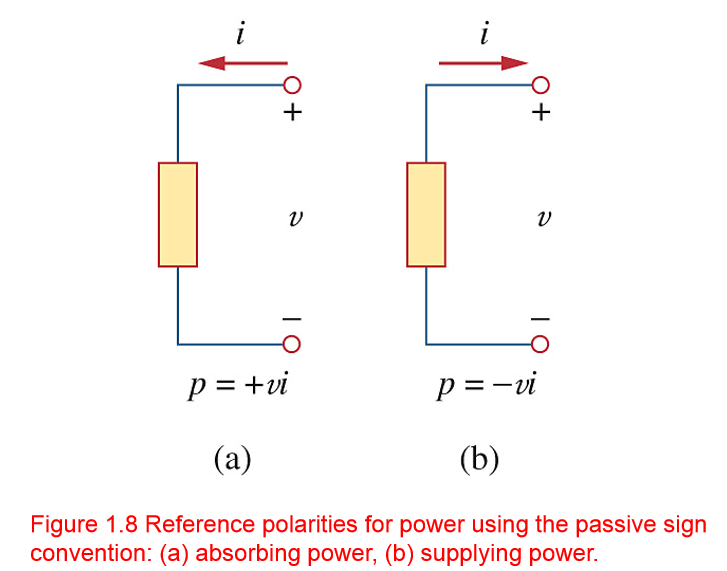 i i
+ +
v v
– –
p = +vi p = −vi
(a) (b)
Figure 1.8 Reference polarities for power using the passive sign
convention: (a) absorbing power, (b) supplying power.